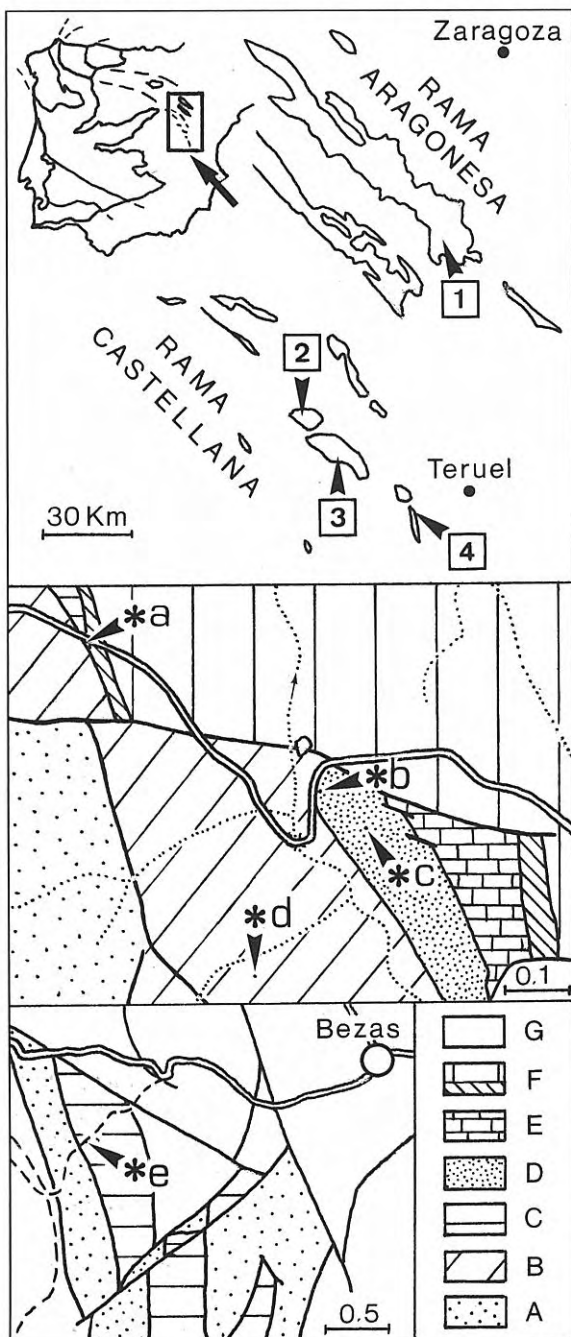 Zaragoza
RAMA
ARAGONESA
1
RAMA
CASTELLANA
2
3
Teruel
4
30 Km
*a
*b
*c
*d
0.1
Bezas
*e
0.5
G
F
E
D
C
B
A